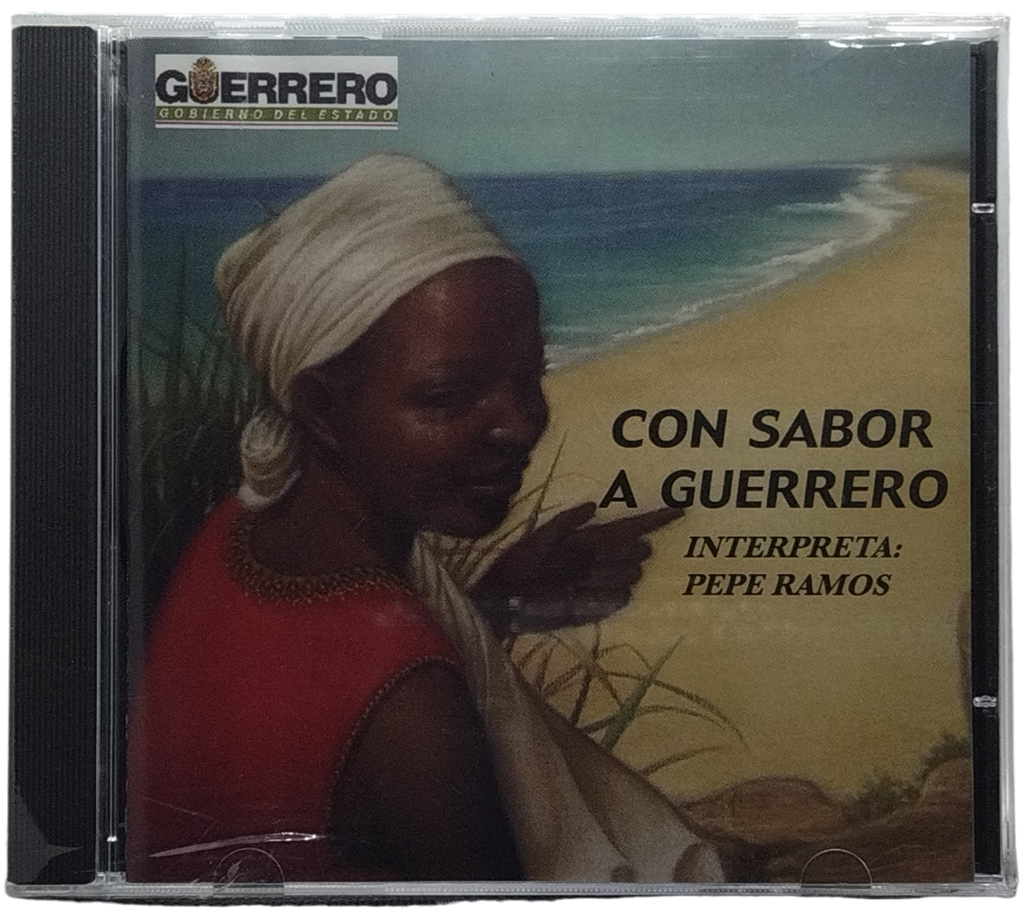 GUERRERO
GOBIERNO DEL ESTADO
CON SABOR
A GUERRERO
INTERPRETA:
PEPE RAMOS